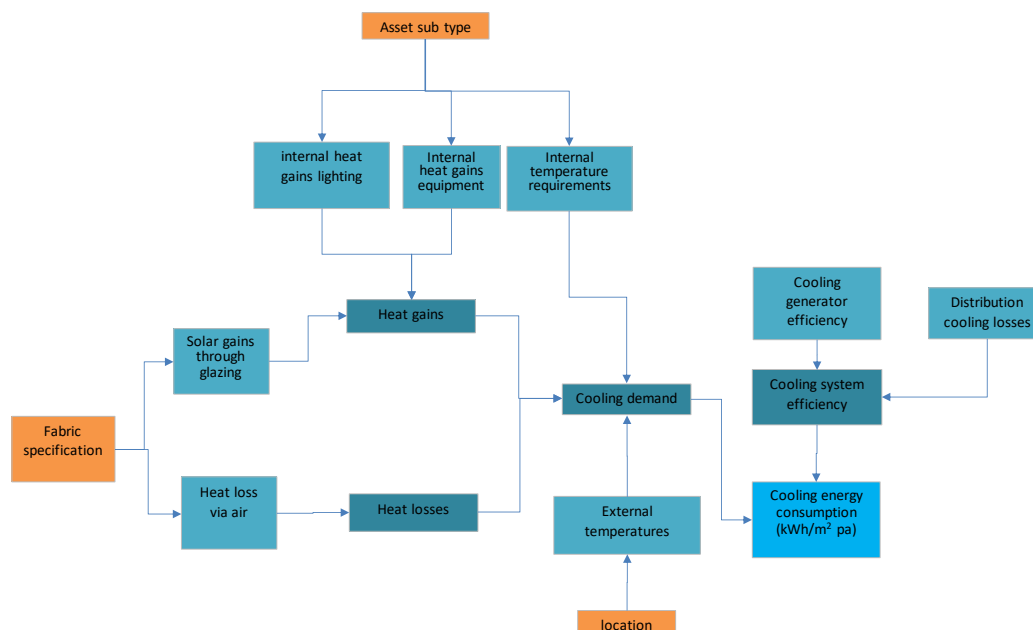 Asset sub type
internal heat
gains lighting
Internal
heat gains
equipment
Internal
temperature
requirements
Cooling
generator
efficiency
Distribution
cooling losses
Heat gains
Solar gains
through
glazing
Cooling demand
Cooling system
efficiency
Fabric
specification
Heat loss
via air
Heat losses
External
temperatures
Cooling energy
consumption
(kWh/m² pa)
location